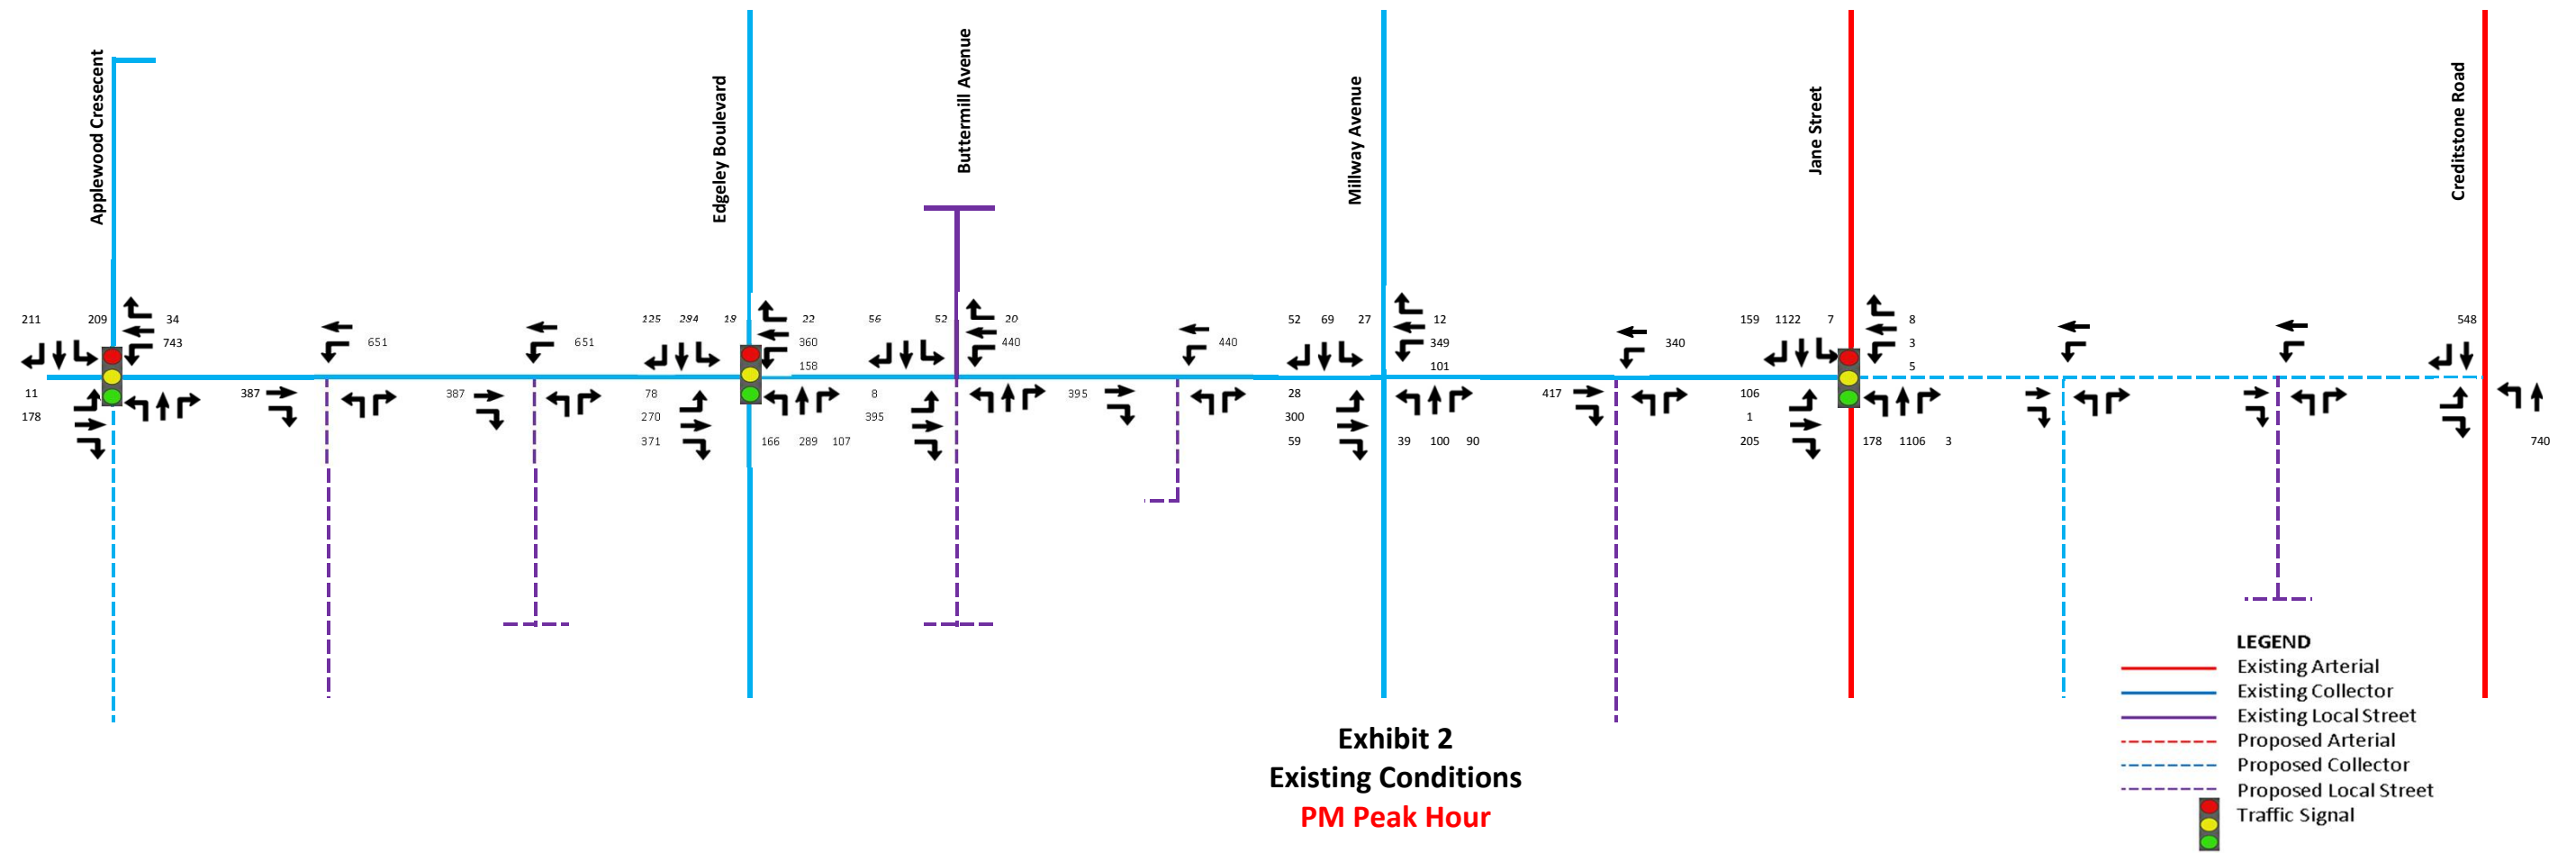 Applewood Crescent
Edgeley Boulevard
Buttermill Avenue
Millway Avenue
Jane Street
Creditstone Road
211 209 34
743
11
178
387
651
387
651
125 294 19 22
360
158
78
270
371
166 289 107
56 52 20
440
8
395
395
440
52 69 27 12
349
101
28
300
59
39 100 90
417
340
159 1122 7 8
3
5
106
1
205
178 1106 3
548
740
LEGEND
Existing Arterial
Existing Collector
Existing Local Street
Proposed Arterial
Proposed Collector
Proposed Local Street
Traffic Signal
Exhibit 2
Existing Conditions
PM Peak Hour